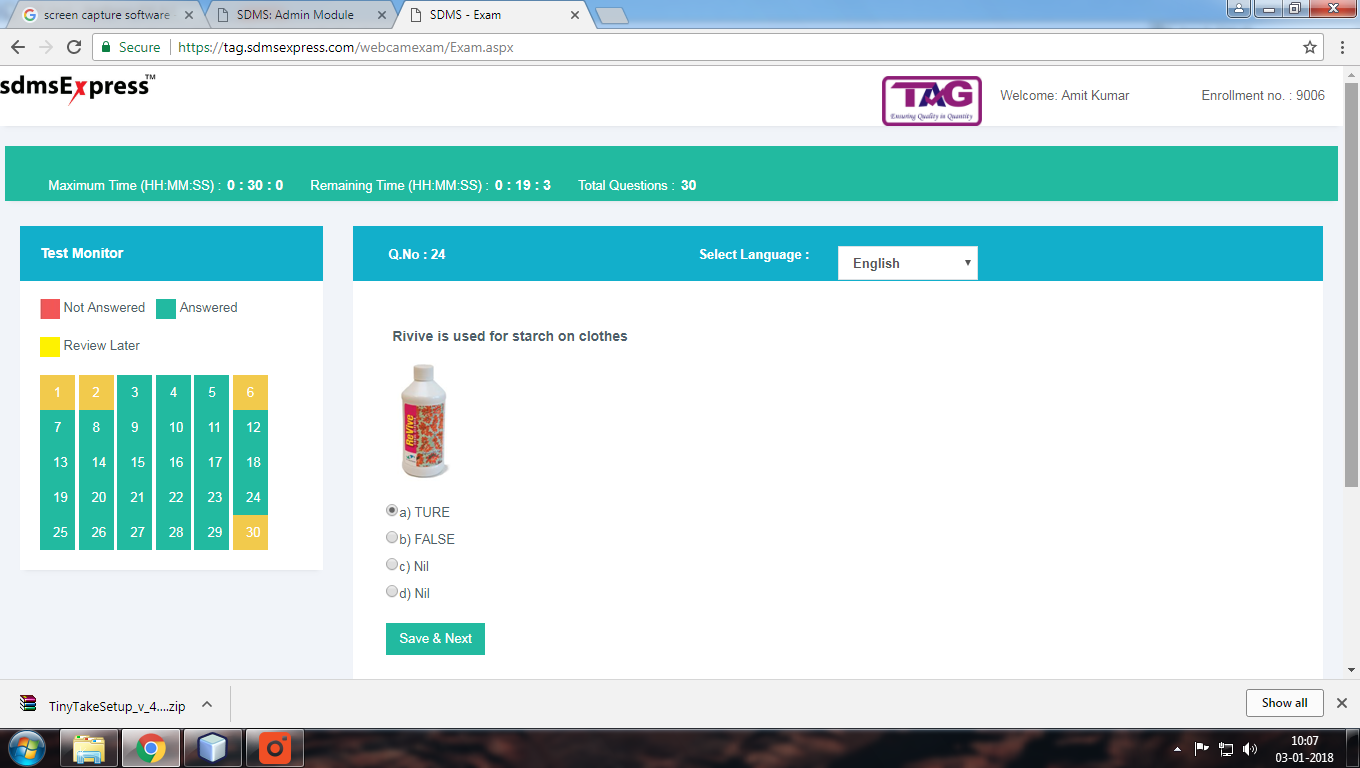 screen capture software
SDMS: Admin Module
SDMS - Exam
Secure
https://tag.sdmsexpress.com/webcamexam/Exam.aspx
sdmsExpress™
TAG
Ensuring Quality in Quantity
Welcome: Amit Kumar
Enrollment no. : 9006
Maximum Time (HH:MM:SS) : 0 : 30 : 0
Remaining Time (HH:MM:SS) : 0 : 19 : 3
Total Questions : 30
Test Monitor
Not Answered
Answered
Review Later
1 2 3 4 5 6
7 8 9 10 11 12
13 14 15 16 17 18
19 20 21 22 23 24
25 26 27 28 29 30
Q.No : 24
Select Language :
English
Rivive is used for starch on clothes
ReVive
a) TURE
b) FALSE
c) Nil
d) Nil
Save & Next
TinyTakeSetup_v_4....zip
Show all
10:07
03-01-2018